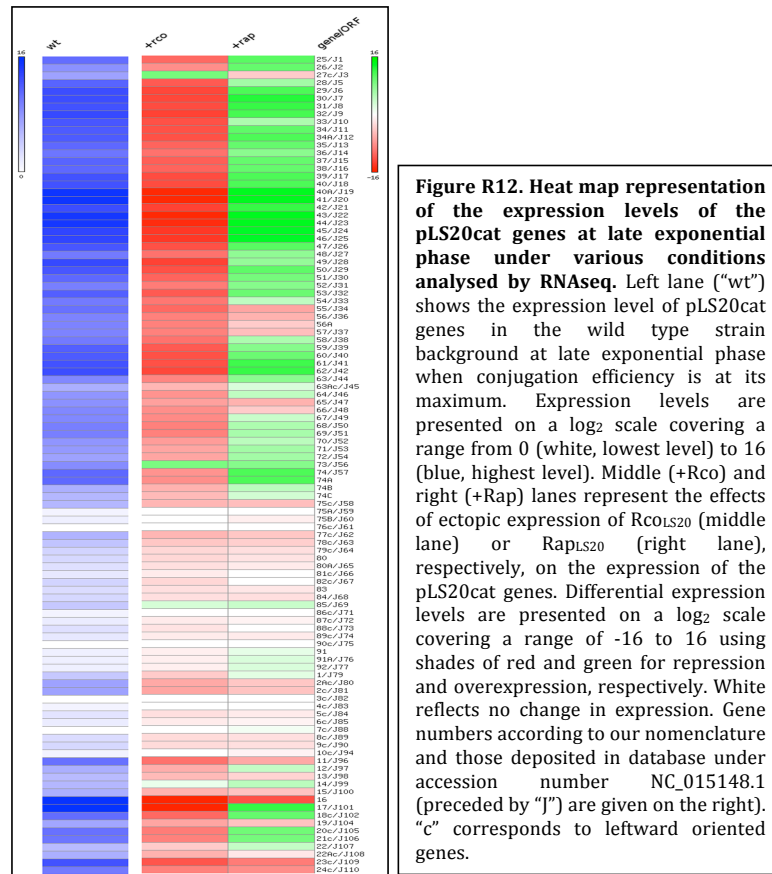 wt
+rco
+rap
gene/ORF
16
0
16
-16
25/J1
26/J2
27c/J3
28/J5
29/J6
30/J7
31/J8
32/J9
33/J10
34/J11
34A/J12
35/J13
36/J14
37/J15
38/J16
39/J17
40/J18
40A/J19
41/J20
42/J21
43/J22
44/J23
45/J24
46/J25
47/J26
48/J27
49/J28
50/J29
51/J30
52/J31
53/J32
54/J33
55/J34
56/J36
56A
57/J37
58/J38
59/J39
60/J40
61/J41
62/J42
63/J44
63Ac/J45
64/J46
65/J47
66/J48
67/J49
68/J50
69/J51
70/J52
71/J53
72/J54
73/J56
74/J57
74A
74B
74C
75c/J58
75A/J59
75B/J60
76c/J61
77c/J62
78c/J63
79c/J64
80
80A/J65
81c/J66
82c/J67
83
84/J68
85/J69
86c/J71
87c/J72
88c/J73
89c/J74
90c/J75
91
91A/J76
92/J77
1/J79
2Ac/J80
2c/J81
3c/J82
4c/J83
5c/J84
6c/J85
7c/J88
8c/J89
9c/J90
10c/J94
11/J96
12/J97
13/J98
14/J99
15/J100
16
17/J101
18c/J102
19/J104
20c/J105
21c/J106
22/J107
22Ac/J108
23c/J109
24c/J110
Figure R12. Heat map representation
of the expression levels of the
pLS20cat genes at late exponential
phase under various conditions
analysed by RNAseq. Left lane (“wt”)
shows the expression level of pLS20cat
genes in the wild type strain
background at late exponential phase
when conjugation efficiency is at its
maximum. Expression levels are
presented on a log2 scale covering a
range from 0 (white, lowest level) to 16
(blue, highest level). Middle (+Rco) and
right (+Rap) lanes represent the effects
of ectopic expression of RcoLS20 (middle
lane) or RapLS20 (right lane),
respectively, on the expression of the
pLS20cat genes. Differential expression
levels are presented on a log2 scale
covering a range of -16 to 16 using
shades of red and green for repression
and overexpression, respectively. White
reflects no change in expression. Gene
numbers according to our nomenclature
and those deposited in database under
accession number NC_015148.1
(preceded by “J”) are given on the right).
“c” corresponds to leftward oriented
genes.